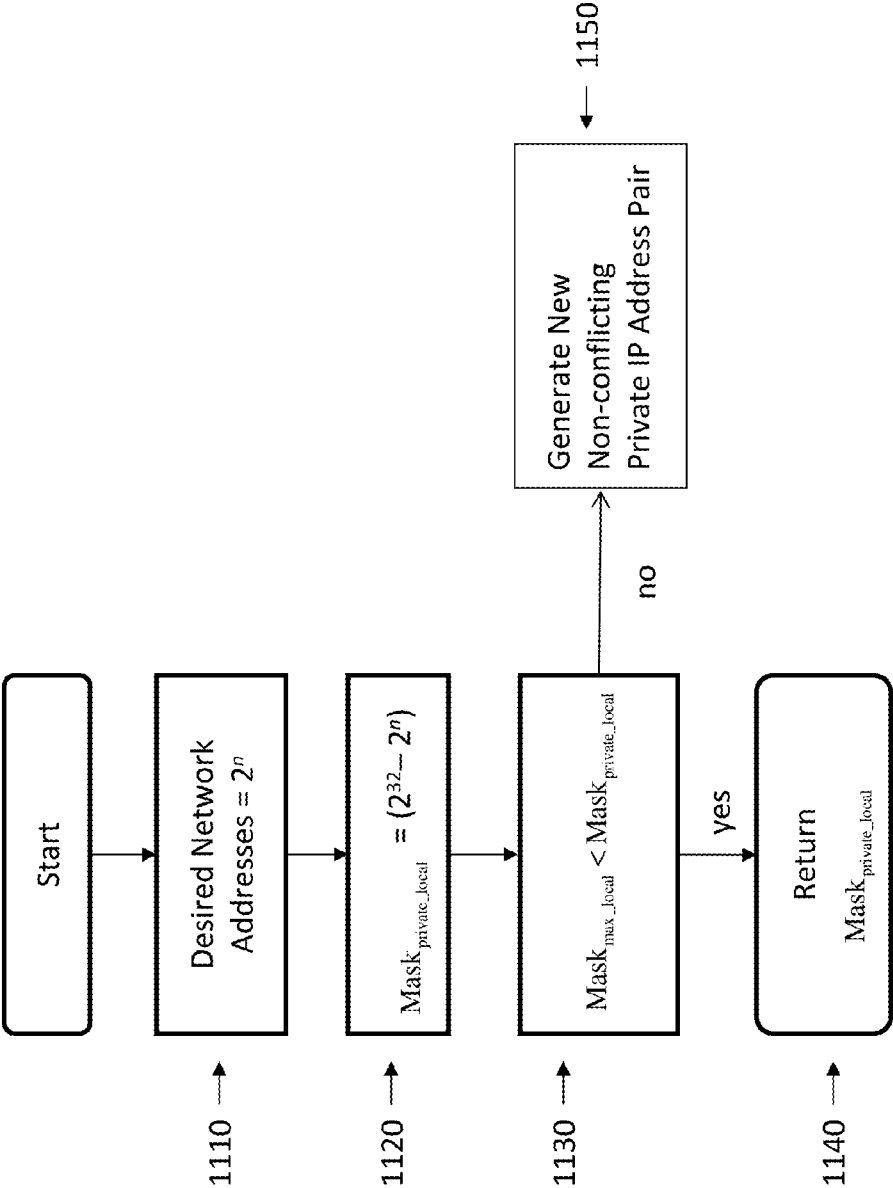 Start
1110
Desired Network
Addresses = 2ⁿ
1120
Mask_private_local = (2³² – 2ⁿ)
1130
Mask_max_local < Mask_private_local
no
Generate New
Non-conflicting
Private IP Address Pair
1150
yes
1140
Return
Mask_private_local